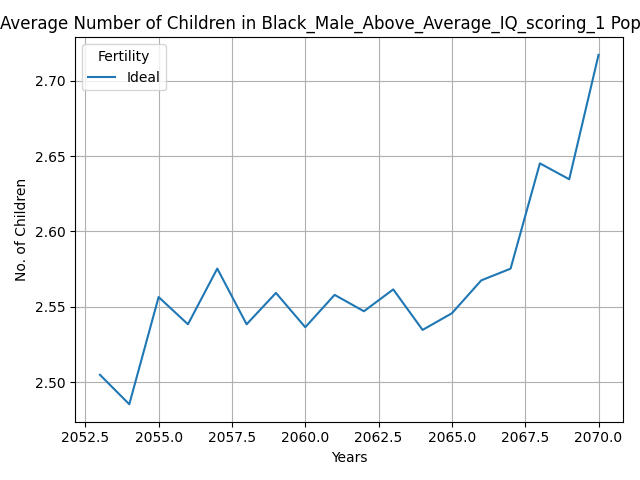 Average Number of Children in Black_Male_Above_Average_IQ_scoring_1 Pop
Fertility
Ideal
2.70
2.65
2.60
2.55
2.50
No. of Children
2052.5 2055.0 2057.5 2060.0 2062.5 2065.0 2067.5 2070.0
Years